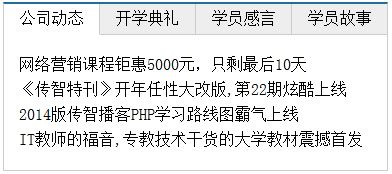 公司动态 开学典礼 学员感言 学员故事
网络营销课程钜惠5000元，只剩最后10天
《传智特刊》开年任性大改版,第22期炫酷上线
2014版传智播客PHP学习路线图霸气上线
IT教师的福音,专教技术干货的大学教材震撼首发